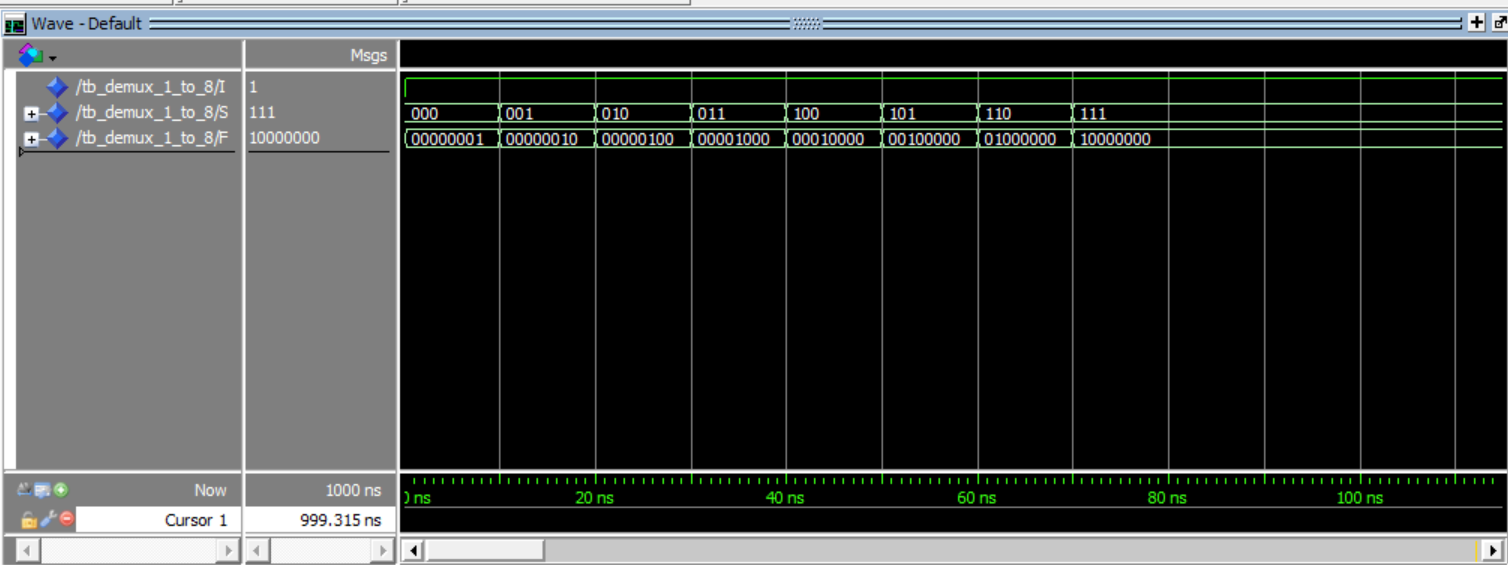 Wave - Default
Msgs
/tb_demux_1_to_8/I 1
/tb_demux_1_to_8/S 111 000 001 010 011 100 101 110 111
/tb_demux_1_to_8/F 10000000 00000001 00000010 00000100 00001000 00010000 00100000 01000000 10000000
Now 1000 ns ns 20 ns 40 ns 60 ns 80 ns 100 ns
Cursor 1 999.315 ns